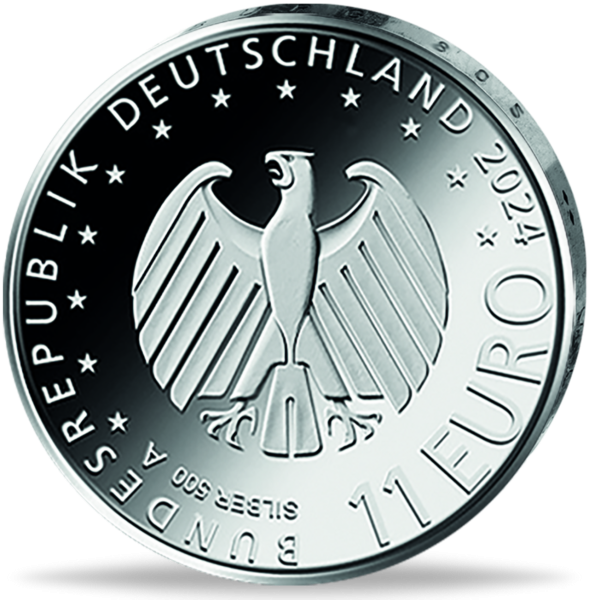 BUNDESREPUBLIK DEUTSCHLAND 2024
11 EURO
SILBER 500 A